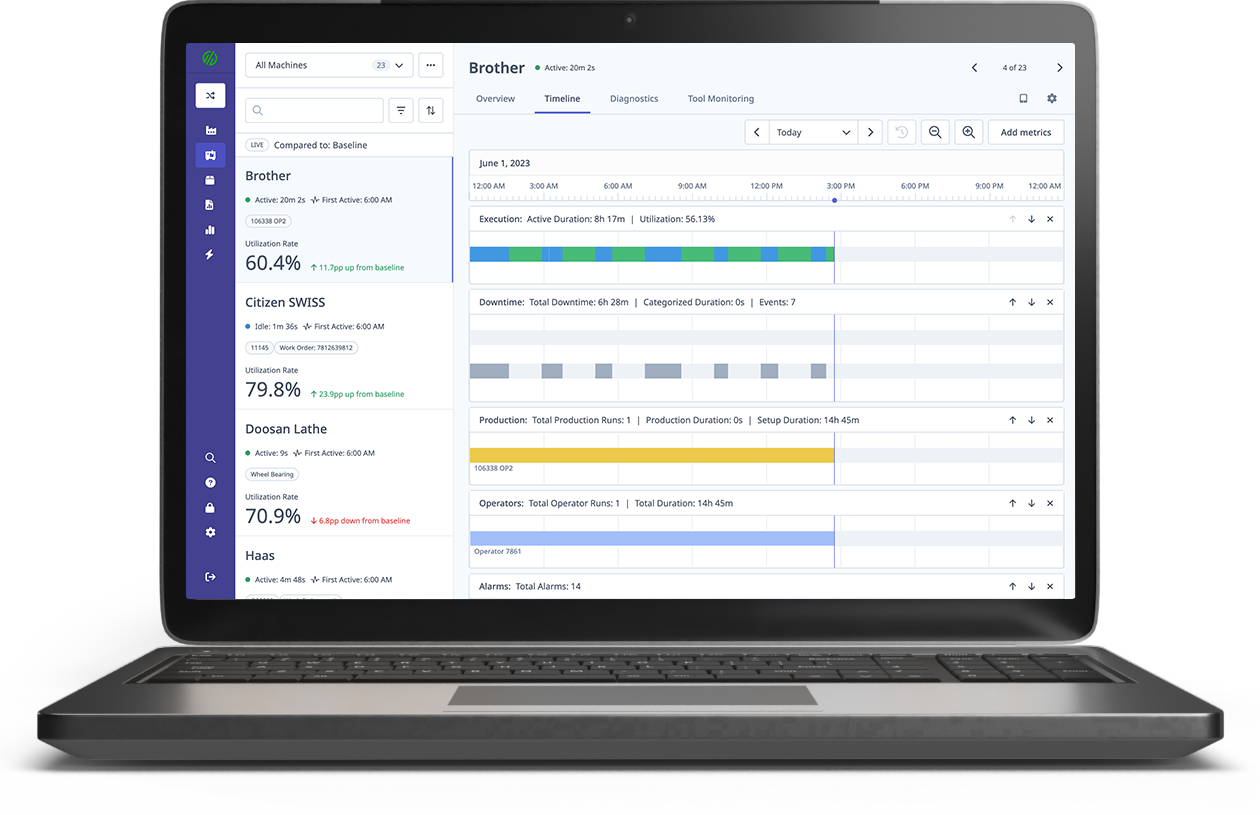 All Machines 23
LIVE Compared to: Baseline
Brother
Active: 20m 2s First Active: 6:00 AM
106338 OP2
Utilization Rate
60.4% 11.7pp up from baseline
Citizen SWISS
Idle: 1m 36s First Active: 6:00 AM
11145 Work Order: 7812639812
Utilization Rate
79.8% 23.9pp up from baseline
Doosan Lathe
Active: 9s First Active: 6:00 AM
Wheel Bearing
Utilization Rate
70.9% 6.8pp down from baseline
Haas
Active: 4m 48s First Active: 6:00 AM
Brother Active: 20m 2s 4 of 23
Overview Timeline Diagnostics Tool Monitoring
Today Add metrics
June 1, 2023
12:00 AM 3:00 AM 6:00 AM 9:00 AM 12:00 PM 3:00 PM 6:00 PM 9:00 PM 12:00 AM
Execution: Active Duration: 8h 17m | Utilization: 56.13%
Downtime: Total Downtime: 6h 28m | Categorized Duration: 0s | Events: 7
Production: Total Production Runs: 1 | Production Duration: 0s | Setup Duration: 14h 45m
106338 OP2
Operators: Total Operator Runs: 1 | Total Duration: 14h 45m
Operator 7861
Alarms: Total Alarms: 14